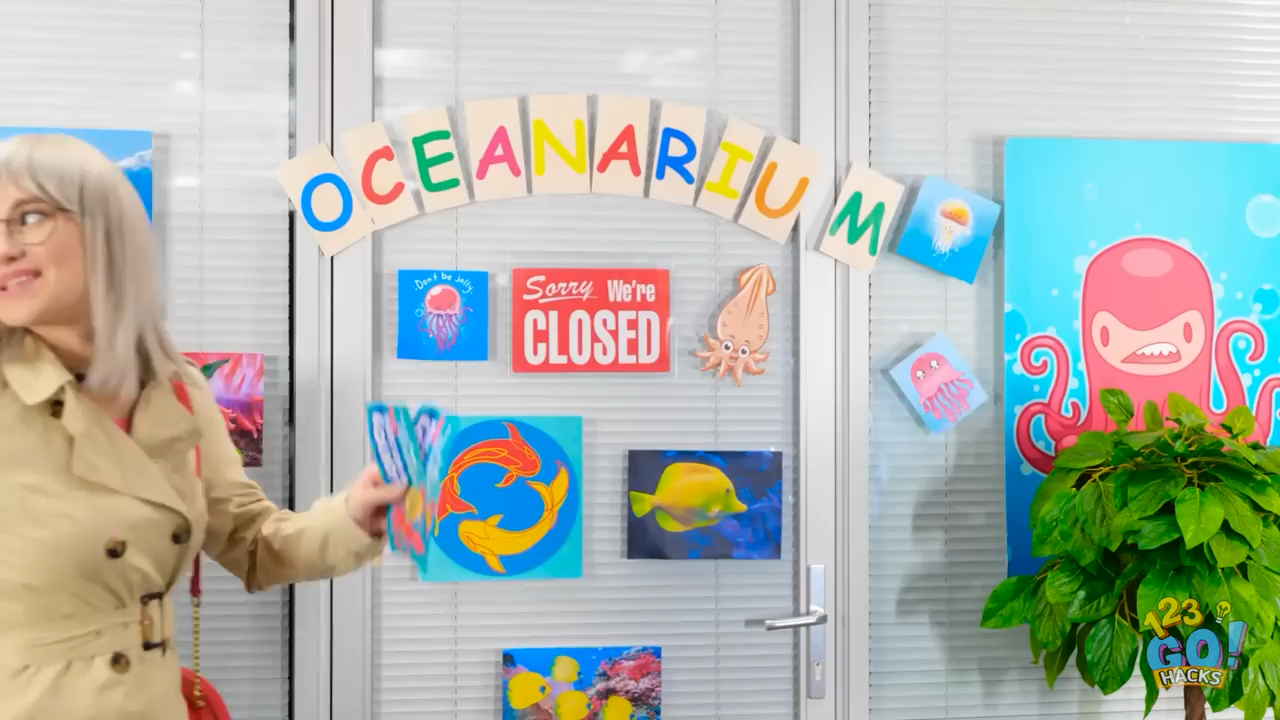 OCEANARIUM
Don't be jelly.
Sorry We're
CLOSED
123
GO!
HACKS